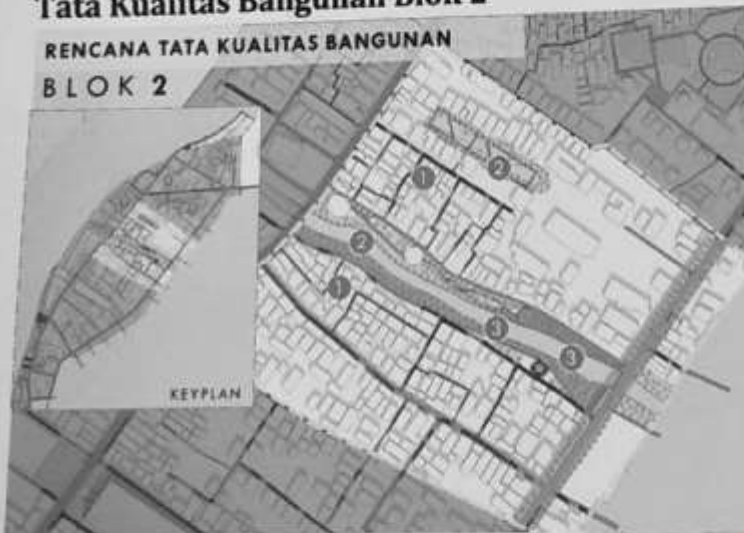 Tata Kualitas Bangunan Blok 2
RENCANA TATA KUALITAS BANGUNAN
BLOK 2
1
2
2
1
3
3
KEYPLAN